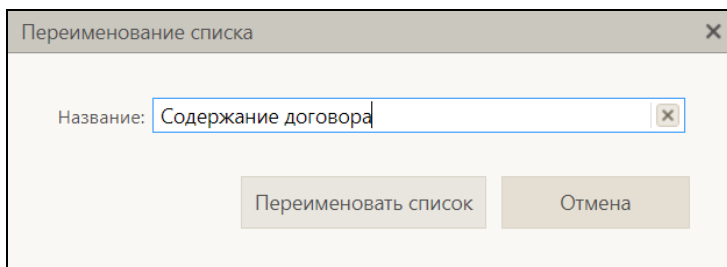 Переименование списка
Название: Содержание договора
Переименовать список Отмена